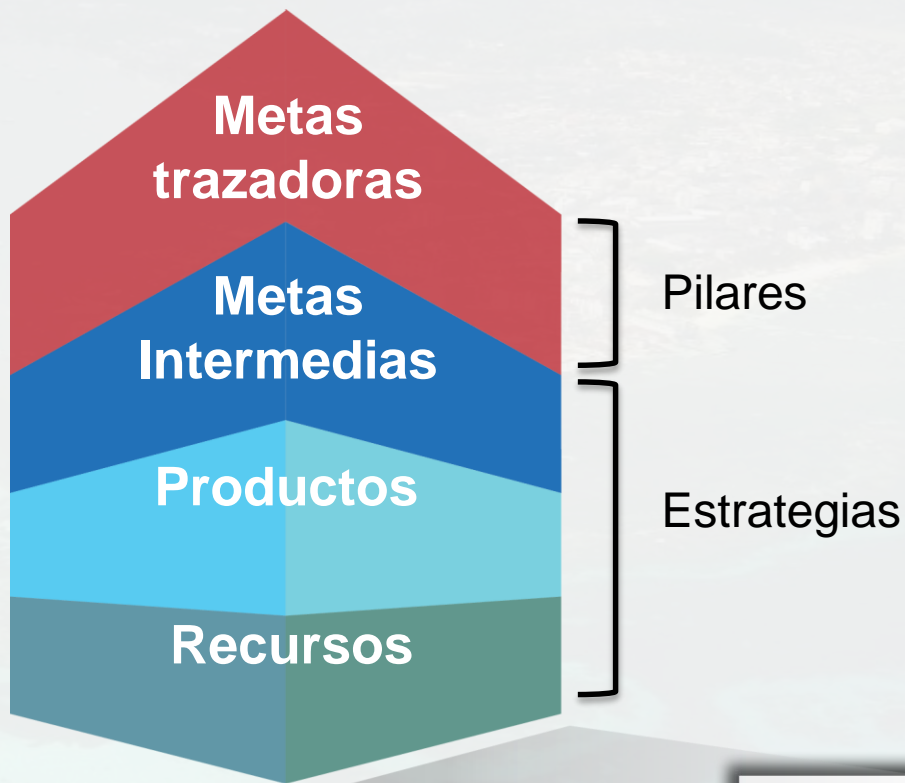 Metas
trazadoras
Pilares
Metas
Intermedias
Productos
Estrategias
Recursos